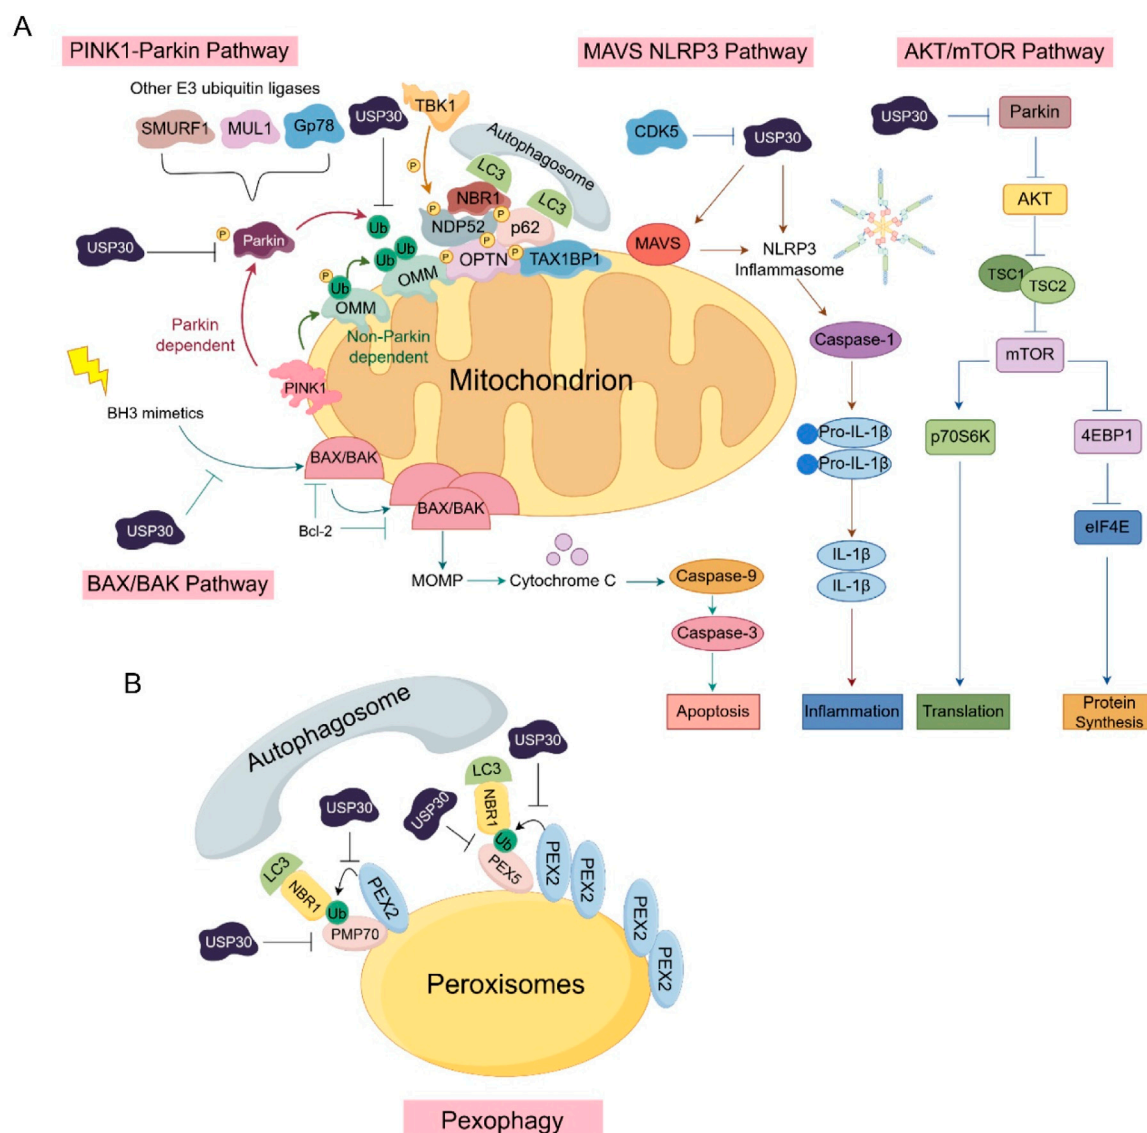 A
PINK1-Parkin Pathway
MAVS NLRP3 Pathway
AKT/mTOR Pathway
Other E3 ubiquitin ligases
SMURF1
MUL1
Gp78
USP30
TBK1
P
Autophagosome
LC3
LC3
NBR1
P
NDP52
P
p62
P
OPTN
P
P
TAX1BP1
USP30
P
Parkin
Ub
Ub
Ub
P
Ub
OMM
OMM
Parkin
dependent
Non-Parkin
dependent
PINK1
Mitochondrion
BH3 mimetics
BAX/BAK
USP30
Bcl-2
BAX/BAK
BAX/BAK Pathway
MOMP
Cytochrome C
Caspase-9
Caspase-3
Apoptosis
CDK5
USP30
MAVS
NLRP3
Inflammasome
Caspase-1
Pro-IL-1β
Pro-IL-1β
IL-1β
IL-1β
Inflammation
USP30
Parkin
AKT
TSC1
TSC2
mTOR
p70S6K
4EBP1
eIF4E
Translation
Protein
Synthesis
B
Autophagosome
USP30
LC3
NBR1
Ub
PEX2
PMP70
USP30
USP30
LC3
NBR1
USP30
Ub
PEX5
PEX2
PEX2
PEX2
PEX2
Peroxisomes
Pexophagy